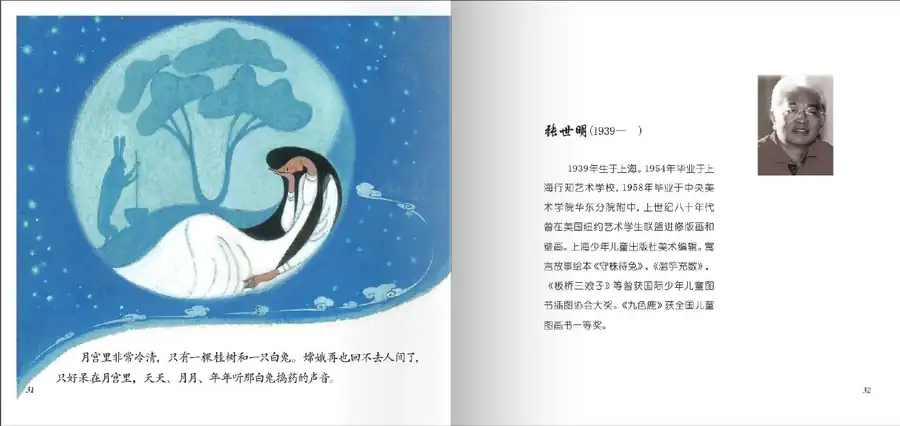 月宫里非常冷清，只有一棵桂树和一只白兔。嫦娥再也回不去人间了，
只好呆在月宫里，天天、月月、年年听那白兔捣药的声音。
31
张世明(1939— )
1939年生于上海。1954年毕业于上
海行知艺术学校，1958年毕业于中央美
术学院华东分院附中，上世纪八十年代
曾在美国纽约艺术学生联盟进修版画和
壁画。上海少年儿童出版社美术编辑。寓
言故事绘本《守株待兔》、《滥竽充数》、
《板桥三娘子》等曾获国际少年儿童图
书插图协会大奖。《九色鹿》获全国儿童
图画书一等奖。
32